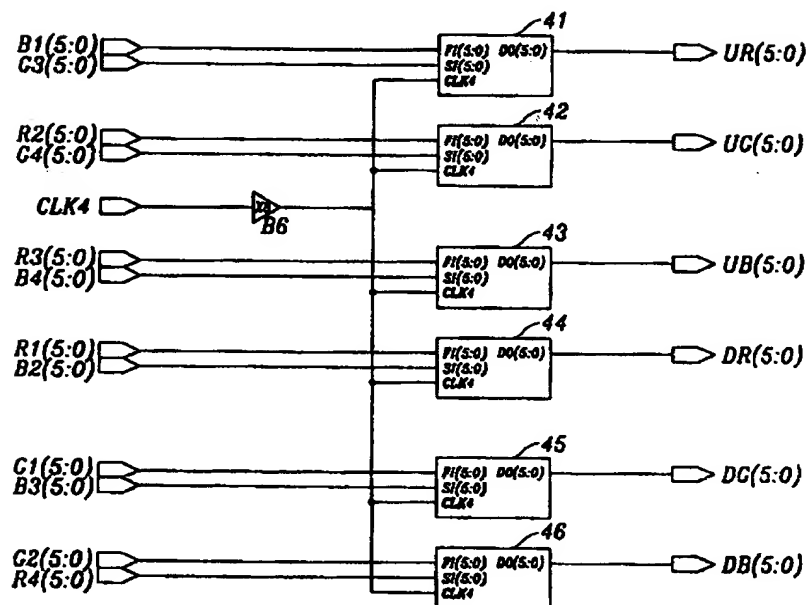 41
B1(5:0)
G3(5:0)
FI(5:0) DO(5:0)
SI(5:0)
CLK4
UR(5:0)
42
R2(5:0)
G4(5:0)
FI(5:0) DO(5:0)
SI(5:0)
CLK4
UG(5:0)
CLK4
B6
43
R3(5:0)
B4(5:0)
FI(5:0) DO(5:0)
SI(5:0)
CLK4
UB(5:0)
44
R1(5:0)
B2(5:0)
FI(5:0) DO(5:0)
SI(5:0)
CLK4
DR(5:0)
45
G1(5:0)
B3(5:0)
FI(5:0) DO(5:0)
SI(5:0)
CLK4
DG(5:0)
46
G2(5:0)
R4(5:0)
FI(5:0) DO(5:0)
SI(5:0)
CLK4
DB(5:0)